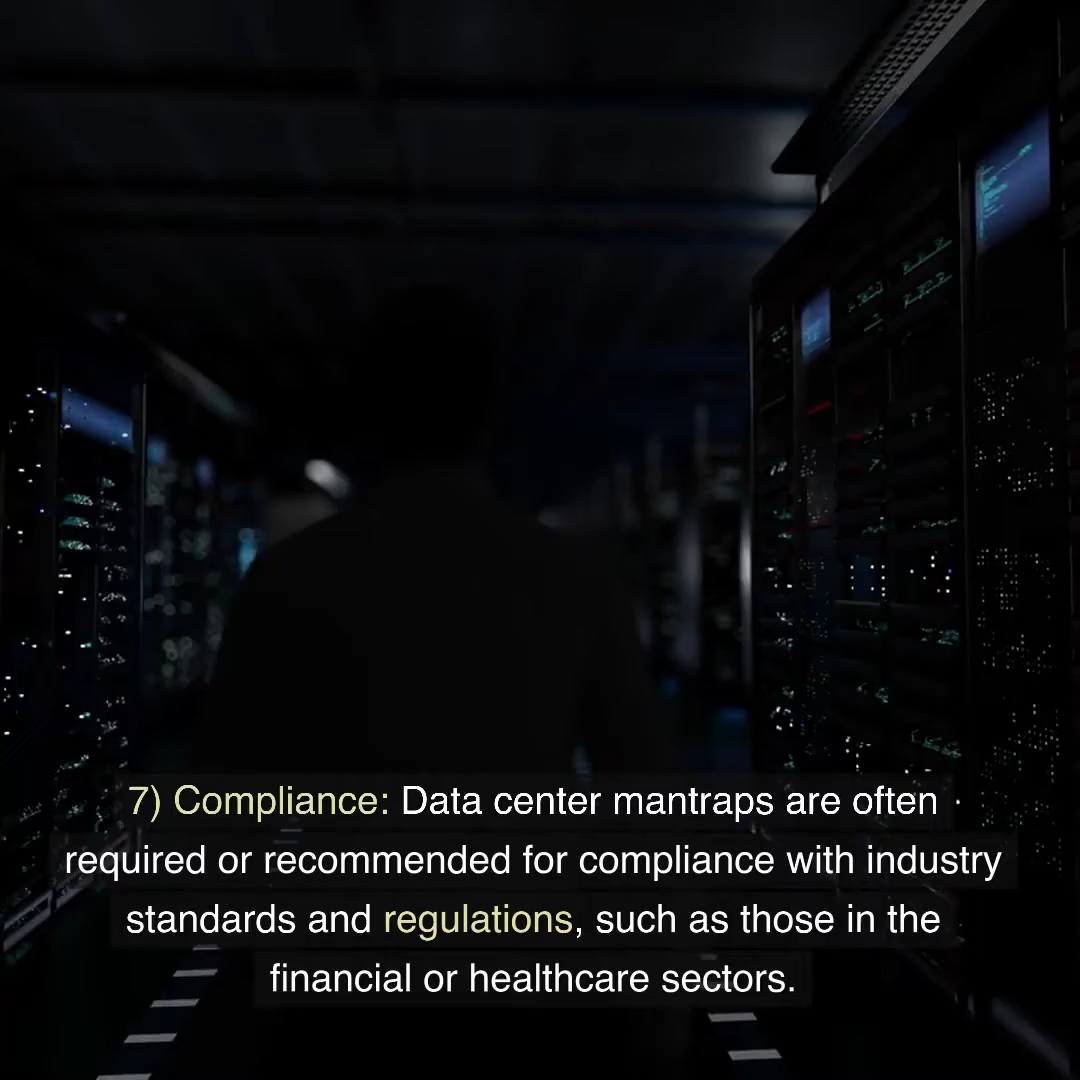 7) Compliance: Data center mantraps are often
required or recommended for compliance with industry
standards and regulations, such as those in the
financial or healthcare sectors.